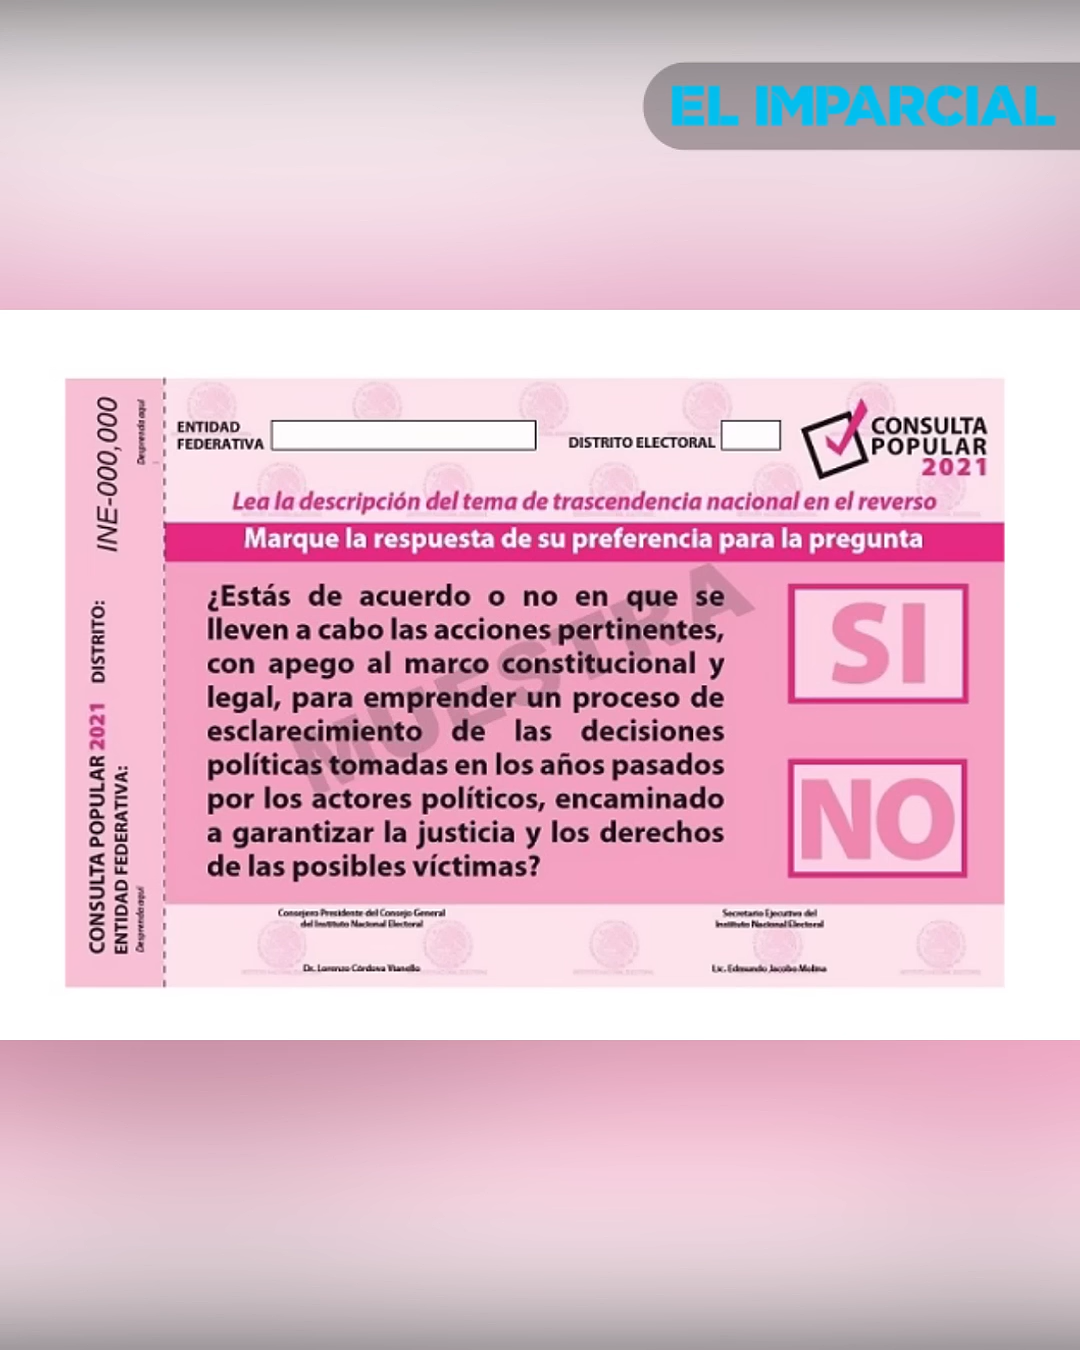 EL IMPARCIAL
INE-000,000
Desprenda aquí
CONSULTA POPULAR 2021 DISTRITO:
ENTIDAD FEDERATIVA:
Desprenda aquí
ENTIDAD
FEDERATIVA
DISTRITO ELECTORAL
CONSULTA
POPULAR
2021
Lea la descripción del tema de trascendencia nacional en el reverso
Marque la respuesta de su preferencia para la pregunta
¿Estás de acuerdo o no en que se
lleven a cabo las acciones pertinentes,
con apego al marco constitucional y
legal, para emprender un proceso de
esclarecimiento de las decisiones
políticas tomadas en los años pasados
por los actores políticos, encaminado
a garantizar la justicia y los derechos
de las posibles víctimas?
MUESTRA
SI
NO
Consejero Presidente del Consejo General
del Instituto Nacional Electoral
Dr. Lorenzo Córdova Vianello
Secretario Ejecutivo del
Instituto Nacional Electoral
Lic. Edmundo Jacobo Molina